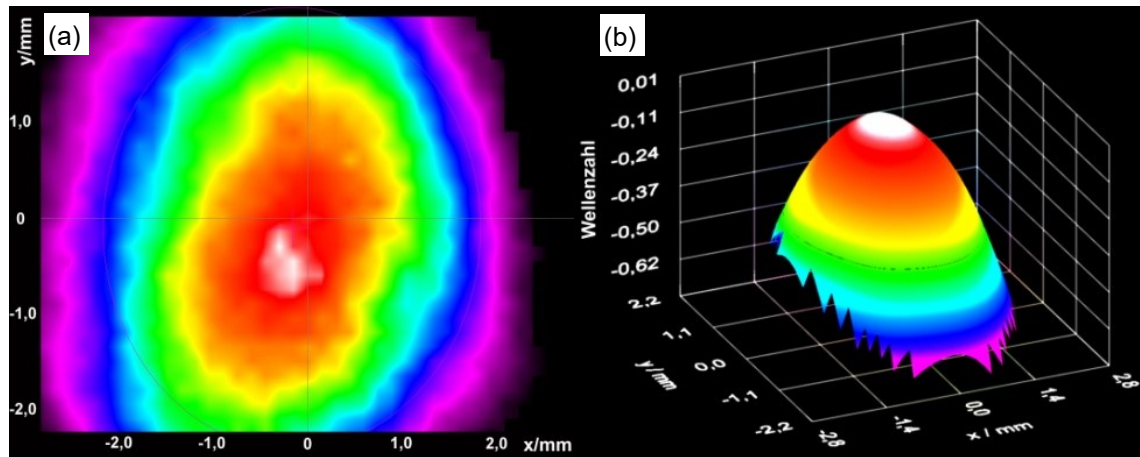 (a)
y/mm
1,0
0
-1,0
-2,0
-2,0 -1,0 0 1,0 2,0 x/mm
(b)
Wellenzahl
0,01
-0,11
-0,24
-0,37
-0,50
-0,62
2,2
1,1
0,0
-1,1
-2,2
y/mm
-2,8
-1,4
0,0
1,4
2,8
x / mm